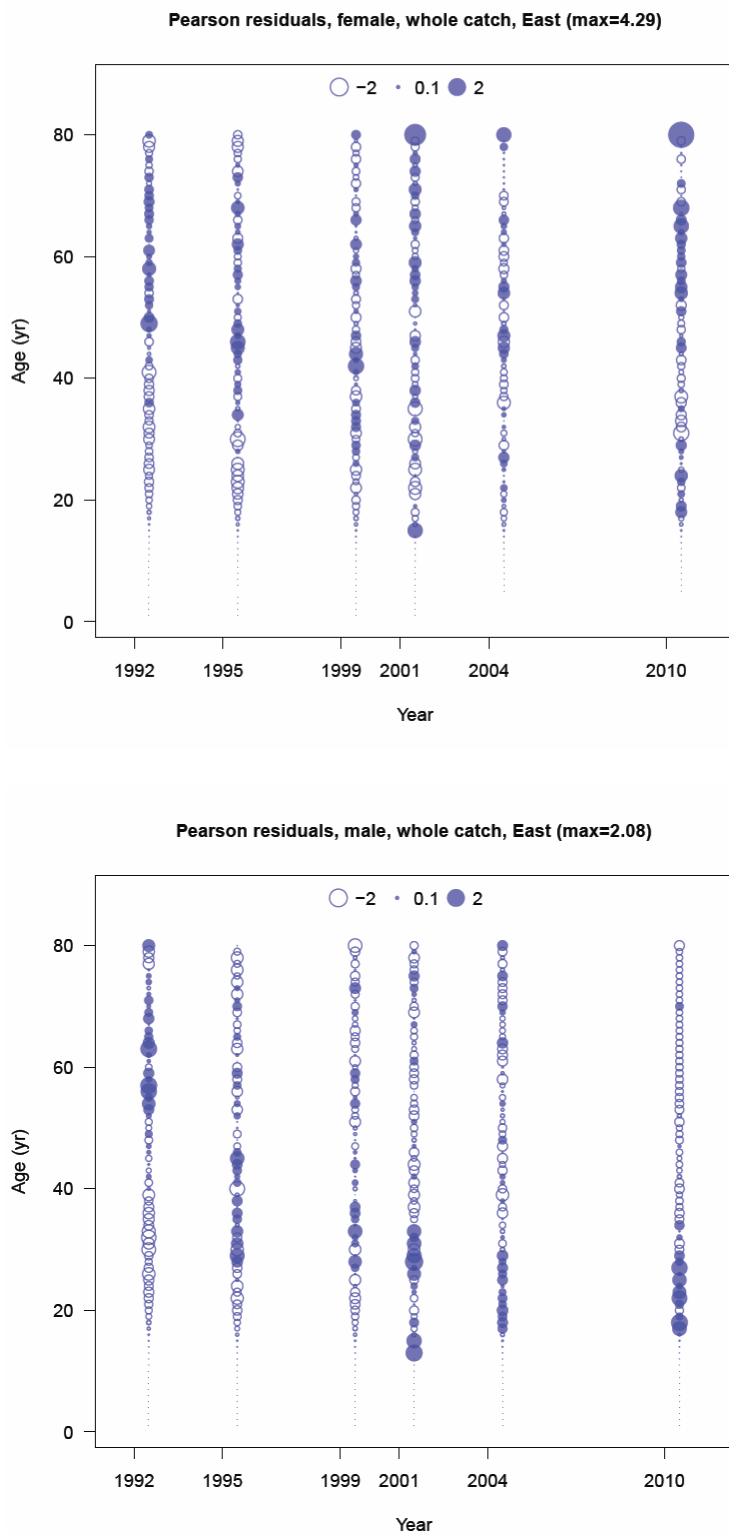 Pearson residuals, female, whole catch, East (max=4.29)
−2 0.1 2
80
60
40
20
0
Age (yr)
1992 1995 1999 2001 2004 2010
Year
Pearson residuals, male, whole catch, East (max=2.08)
−2 0.1 2
80
60
40
20
0
Age (yr)
1992 1995 1999 2001 2004 2010
Year